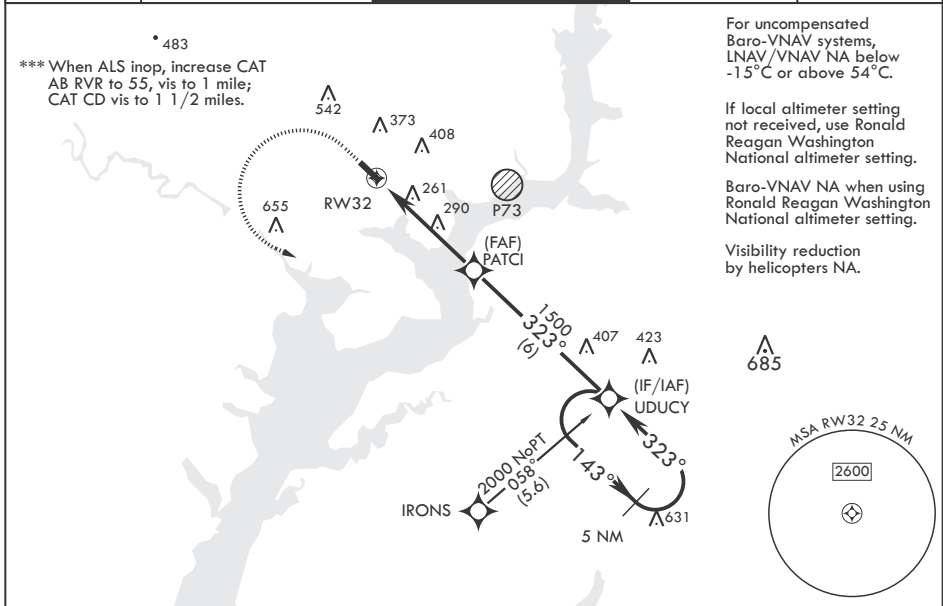 483
*** When ALS inop, increase CAT
AB RVR to 55, vis to 1 mile;
CAT CD vis to 1 1/2 miles.
For uncompensated
Baro-VNAV systems,
LNAV/VNAV NA below
-15°C or above 54°C.
If local altimeter setting
not received, use Ronald
Reagan Washington
National altimeter setting.
Baro-VNAV NA when using
Ronald Reagan Washington
National altimeter setting.
Visibility reduction
by helicopters NA.
542
373
408
RW32
261
P73
655
290
(FAF)
PATCI
1500
323°
(6)
407
423
685
(IF/IAF)
UDUCY
2000 NoPT
058°
(5.6)
143°
323°
IRONS
631
5 NM
MSA RW32 25 NM
2600